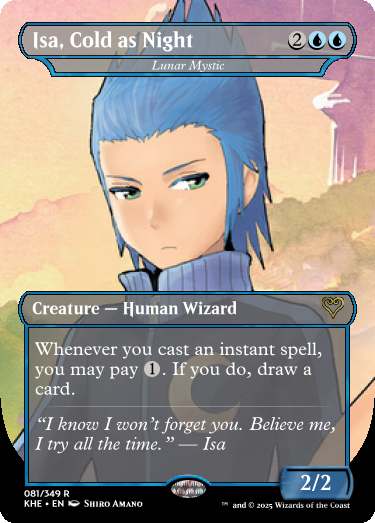 Isa, Cold as Night 2
Lunar Mystic
Creature — Human Wizard
Whenever you cast an instant spell,
you may pay 1. If you do, draw a
card.
“I know I won’t forget you. Believe me,
I try all the time.” — Isa
2/2
081/349 R
KHE • EN Shiro Amano
™ and © 2025 Wizards of the Coast